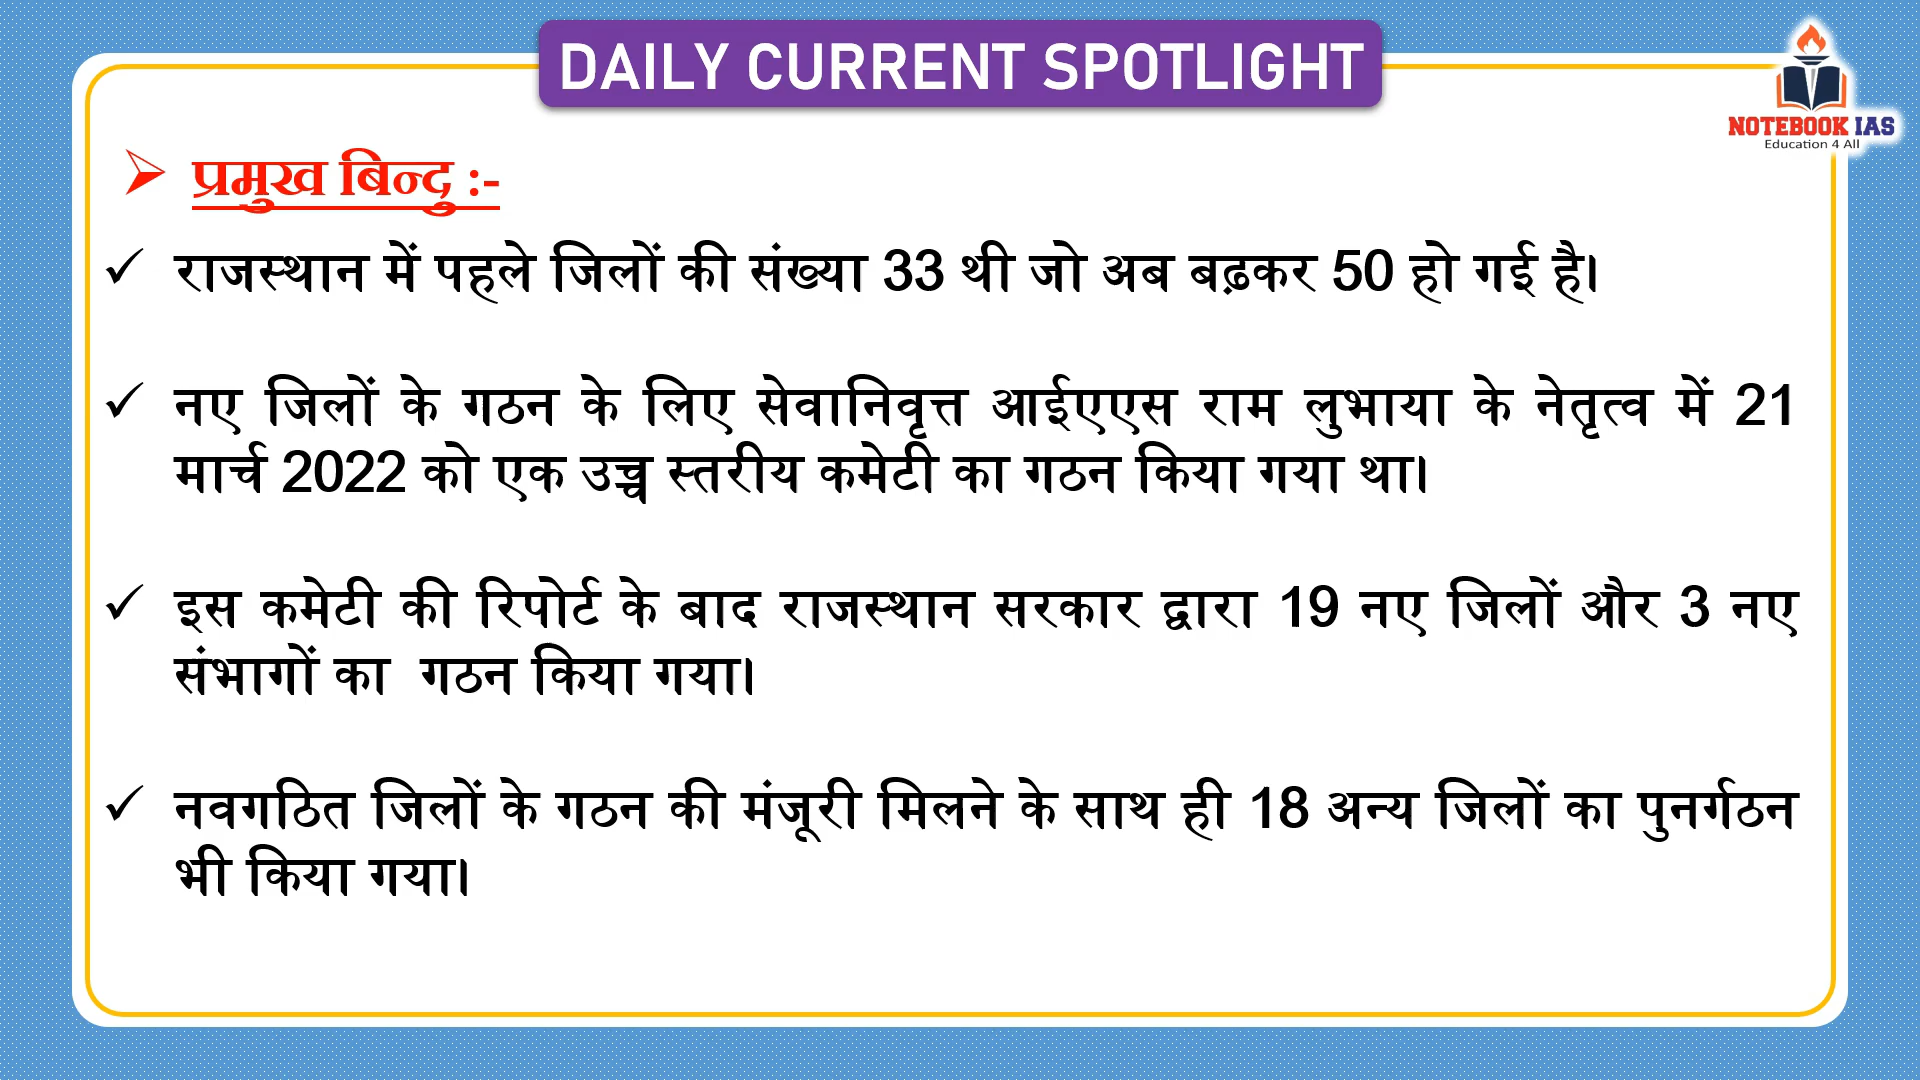 DAILY CURRENT SPOTLIGHT
NOTEBOOK IAS
Education 4 All
प्रमुख बिन्दु :-
राजस्थान में पहले जिलों की संख्या 33 थी जो अब बढ़कर 50 हो गई है।
नए जिलों के गठन के लिए सेवानिवृत्त आईएएस राम लुभाया के नेतृत्व में 21
मार्च 2022 को एक उच्च स्तरीय कमेटी का गठन किया गया था।
इस कमेटी की रिपोर्ट के बाद राजस्थान सरकार द्वारा 19 नए जिलों और 3 नए
संभागों का गठन किया गया।
नवगठित जिलों के गठन की मंजूरी मिलने के साथ ही 18 अन्य जिलों का पुनर्गठन
भी किया गया।